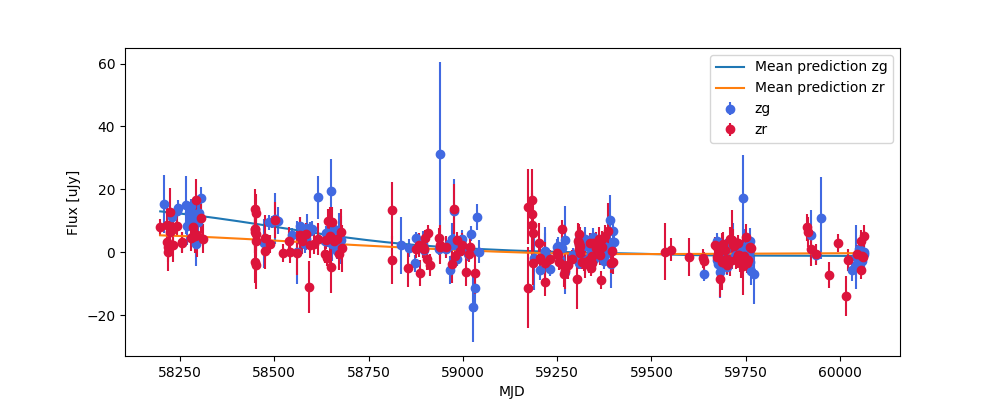 60
40
20
0
−20
Flux [uJy]
58250 58500 58750 59000 59250 59500 59750 60000
MJD
Mean prediction zg
Mean prediction zr
zg
zr